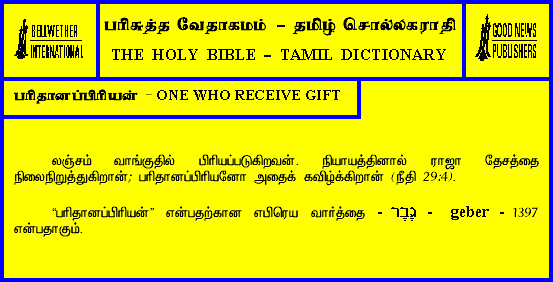 BELLWETHER
INTERNATIONAL
பரிசுத்த வேதாகமம் – தமிழ் சொல்லகராதி
THE HOLY BIBLE – TAMIL DICTIONARY
GOOD NEWS
PUBLISHERS
பரிதானப்பிரியன் - ONE WHO RECEIVE GIFT
லஞ்சம் வாங்குதில் பிரியப்படுகிறவன். நியாயத்தினால் ராஜா தேசத்தை
நிலைநிறுத்துகிறான்; பரிதானப்பிரியனோ அதைக் கவிழ்க்கிறான் (நீதி 29:4).
“பரிதானப்பிரியன்” என்பதற்கான எபிரெய வார்த்தை - גֶּבֶר - geber - 1397
என்பதாகும்.